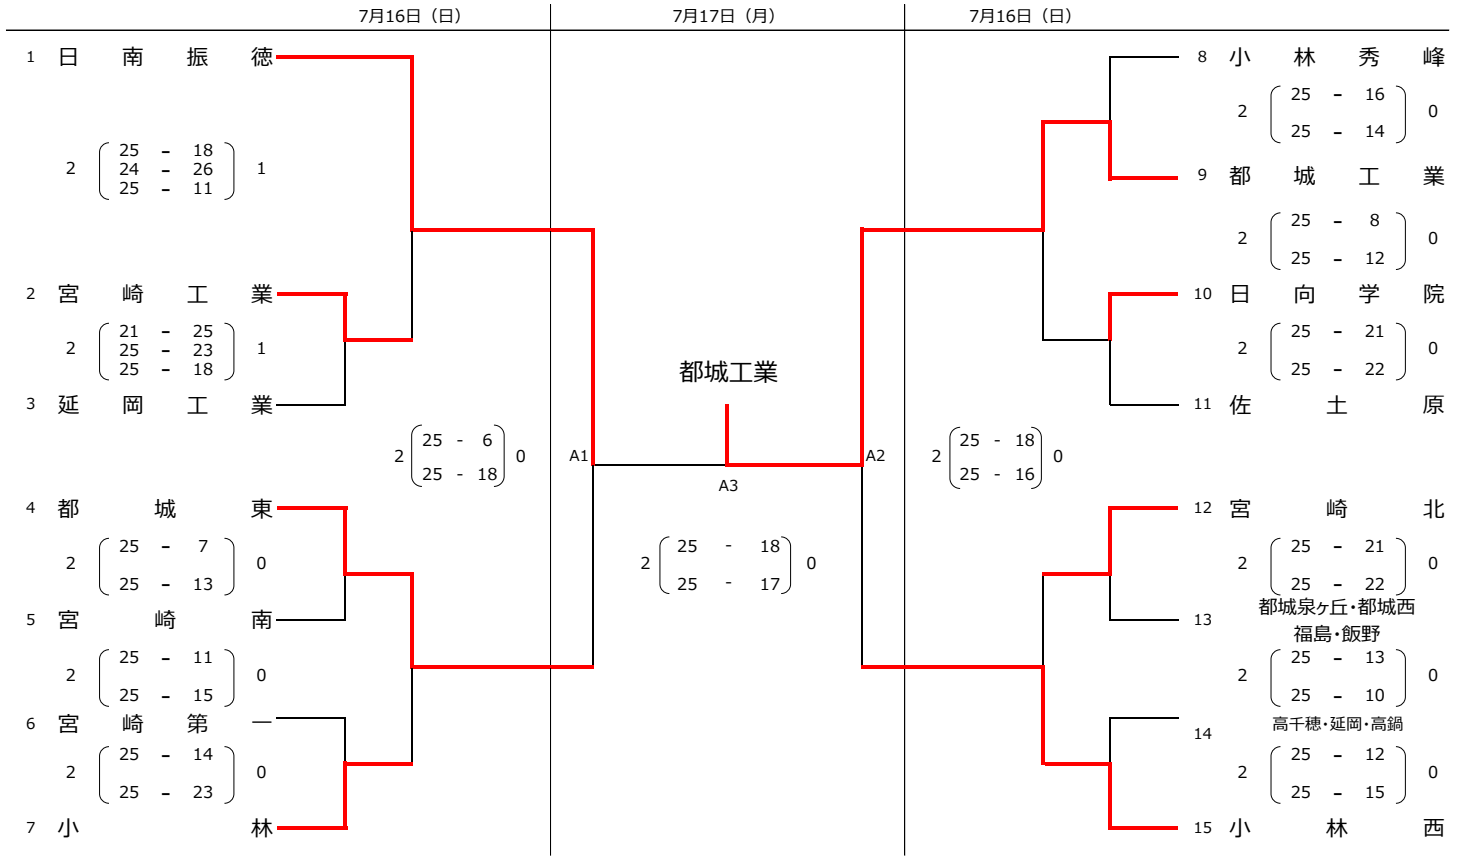 7月16日（日）
7月17日（月）
7月16日（日）
1 日南振徳
2 25 – 18 1
24 – 26
25 – 11
2 宮崎工業
2 21 – 25 1
25 – 23
25 – 18
3 延岡工業
4 都城東
2 25 – 7 0
25 – 13
5 宮崎南
2 25 – 11 0
25 – 15
6 宮崎第一
2 25 – 14 0
25 – 23
7 小林
2 25 - 6 0
25 - 18
A1
都城工業
A3
2 25 - 18 0
25 - 17
A2
2 25 - 18 0
25 - 16
8 小林秀峰
2 25 – 16 0
25 – 14
9 都城工業
2 25 – 8 0
25 – 12
10 日向学院
2 25 – 21 0
25 – 22
11 佐土原
12 宮崎北
2 25 – 21 0
25 – 22
13 都城泉ヶ丘・都城西
福島・飯野
2 25 – 13 0
25 – 10
14 高千穂・延岡・高鍋
2 25 – 12 0
25 – 15
15 小林西